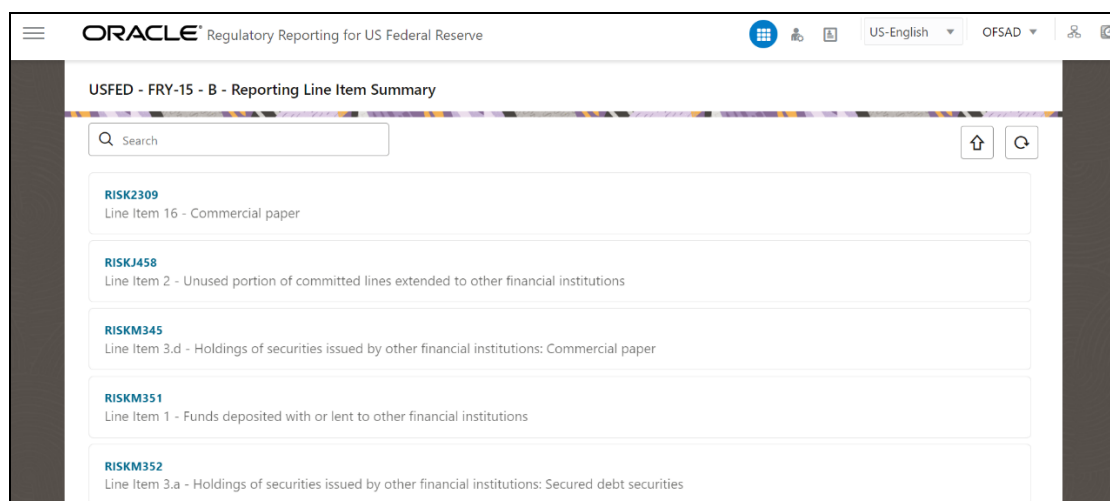 ORACLE® Regulatory Reporting for US Federal Reserve US-English OFSAD
USFED - FRY-15 - B - Reporting Line Item Summary
Search
RISK2309
Line Item 16 - Commercial paper
RISKJ458
Line Item 2 - Unused portion of committed lines extended to other financial institutions
RISKM345
Line Item 3.d - Holdings of securities issued by other financial institutions: Commercial paper
RISKM351
Line Item 1 - Funds deposited with or lent to other financial institutions
RISKM352
Line Item 3.a - Holdings of securities issued by other financial institutions: Secured debt securities